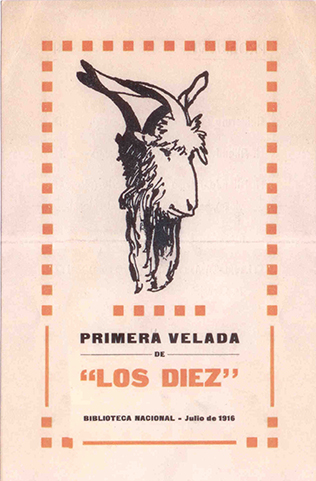 PRIMERA VELADA
DE
“LOS DIEZ”
BIBLIOTECA NACIONAL - Julio de 1916